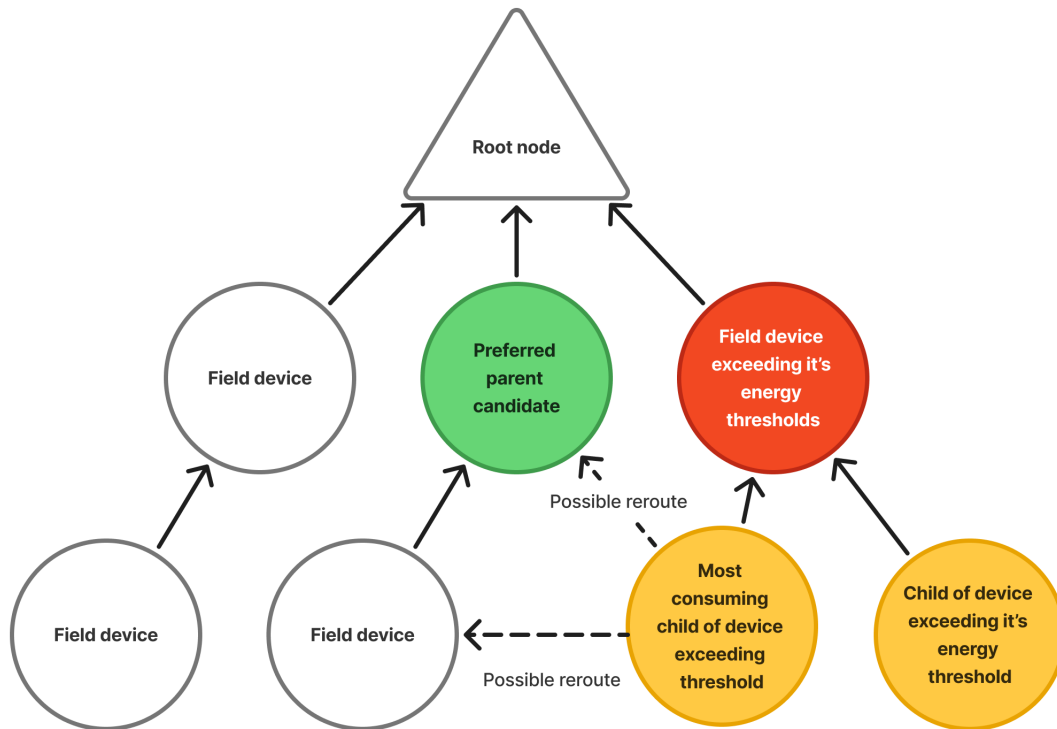 Root node
Field device
Preferred
parent
candidate
Field device
exceeding it's
energy
thresholds
Possible reroute
Field device
Field device
Possible reroute
Most
consuming
child of device
exceeding
threshold
Child of device
exceeding it's
energy
threshold